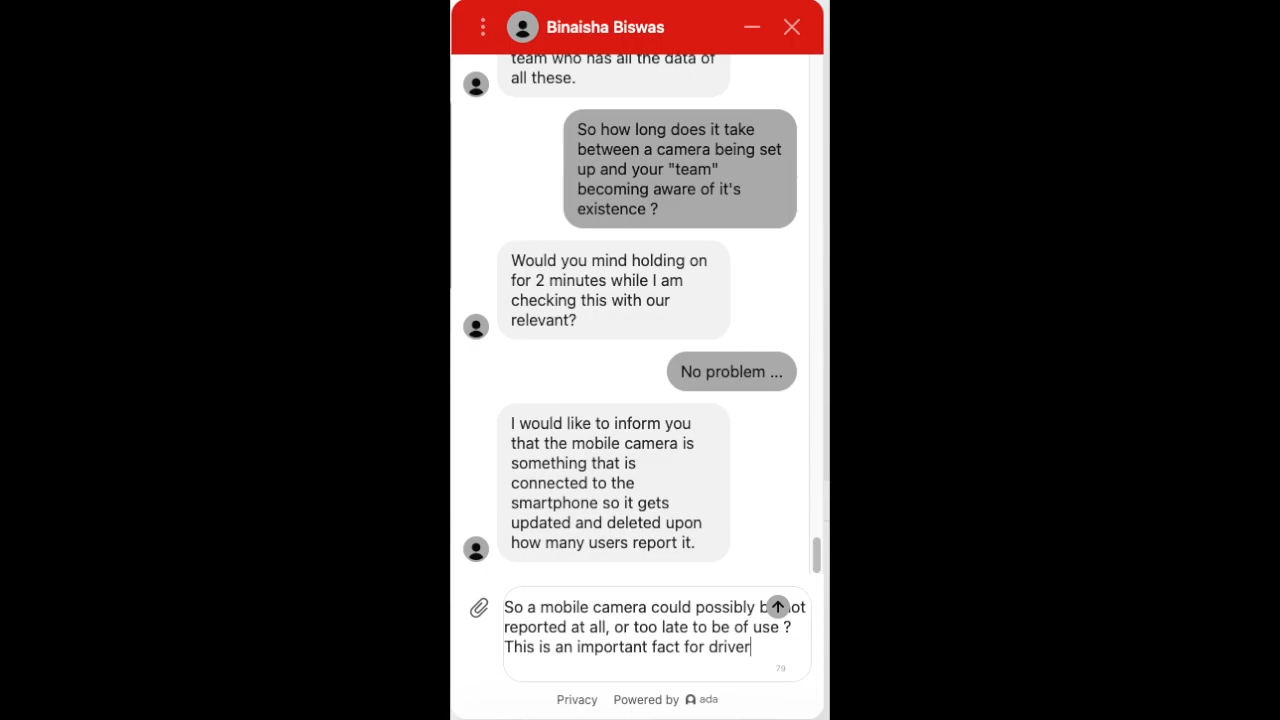 Binaisha Biswas
team who has all the data of
all these.
So how long does it take
between a camera being set
up and your "team"
becoming aware of it's
existence ?
Would you mind holding on
for 2 minutes while I am
checking this with our
relevant?
No problem ...
I would like to inform you
that the mobile camera is
something that is
connected to the
smartphone so it gets
updated and deleted upon
how many users report it.
So a mobile camera could possibly
reported at all, or too late to be of use ?
This is an important fact for driver
79
Privacy Powered by ada